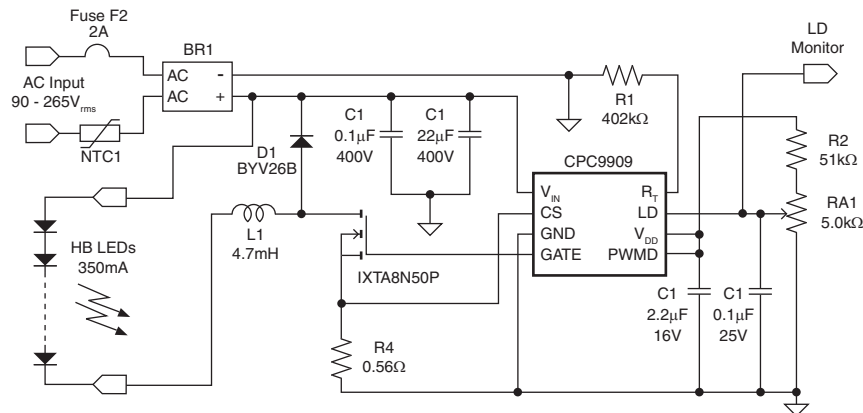 Fuse F2
2A
BR1
AC -
AC +
AC Input
90 - 265Vrms
NTC1
D1
BYV26B
C1
0.1μF
400V
C1
22μF
400V
R1
402kΩ
LD
Monitor
R2
51kΩ
RA1
5.0kΩ
CPC9909
VIN
CS
GND
GATE
RT
LD
VDD
PWMD
HB LEDs
350mA
L1
4.7mH
IXTA8N50P
R4
0.56Ω
C1
2.2μF
16V
C1
0.1μF
25V